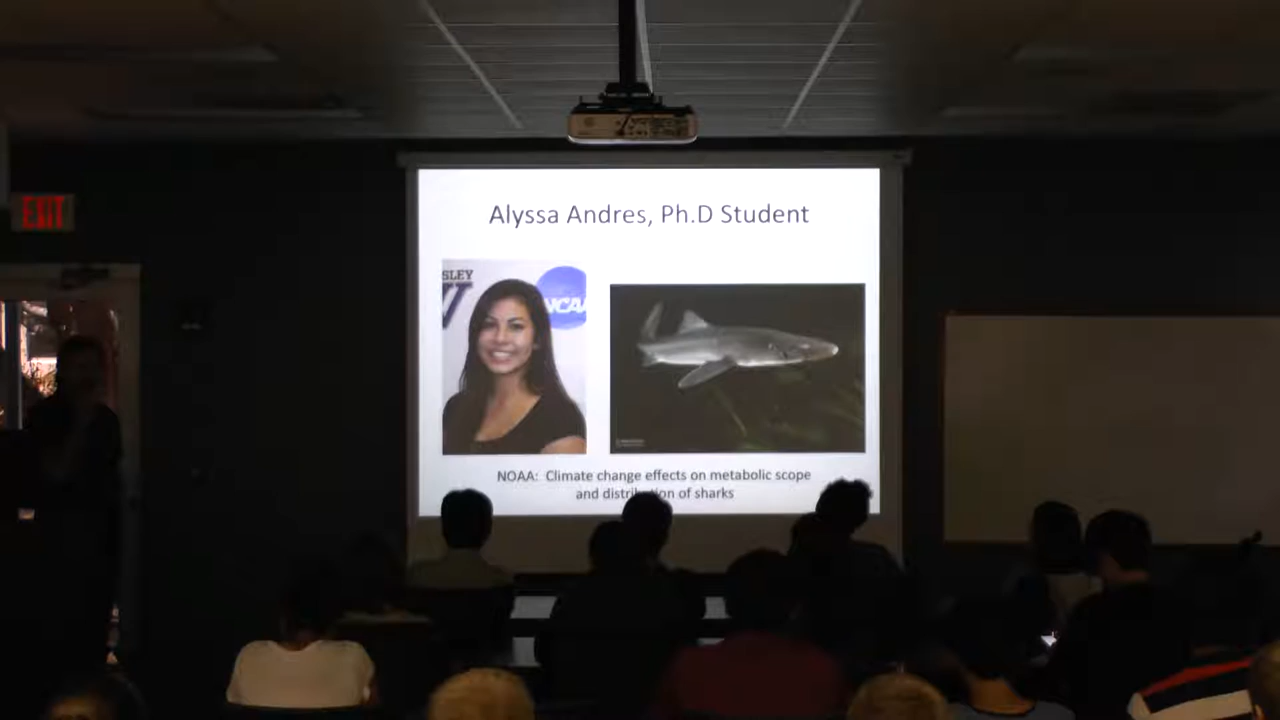 EXIT
Alyssa Andres, Ph.D Student
SLEY
NCAA
NOAA: Climate change effects on metabolic scope
and distribution of sharks